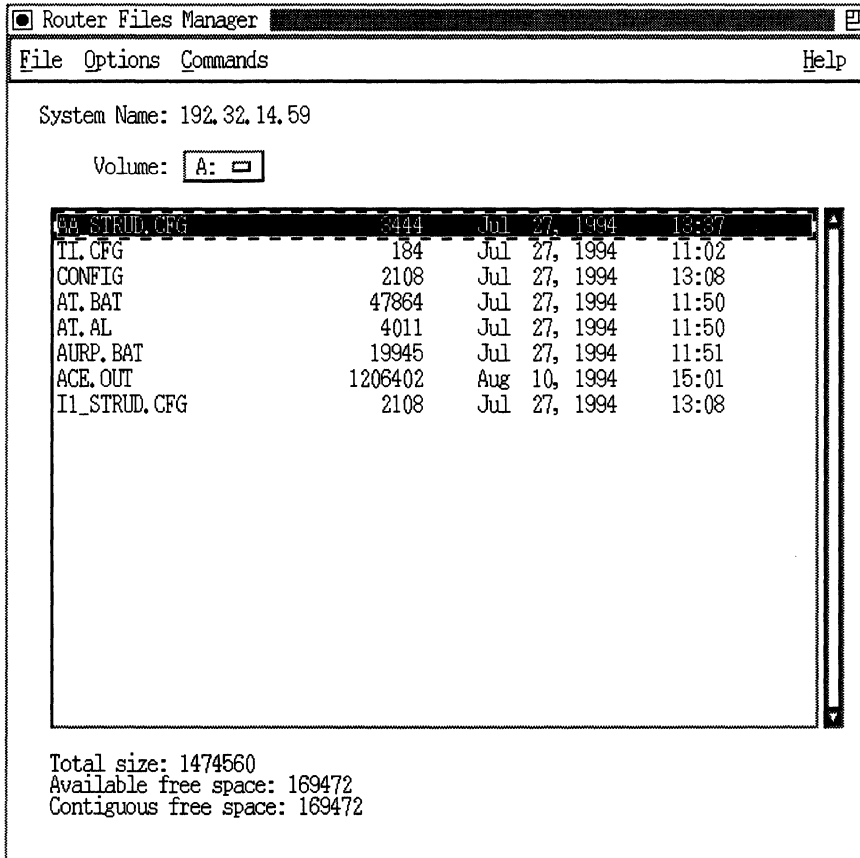 Router Files Manager
File Options Commands Help
System Name: 192.32.14.59
Volume: A:
AA_STRUD.CFG 3444 Jul 27, 1994 13:37
TI.CFG 184 Jul 27, 1994 11:02
CONFIG 2108 Jul 27, 1994 13:08
AT.BAT 47864 Jul 27, 1994 11:50
AT.AL 4011 Jul 27, 1994 11:50
AURP.BAT 19945 Jul 27, 1994 11:51
ACE.OUT 1206402 Aug 10, 1994 15:01
I1_STRUD.CFG 2108 Jul 27, 1994 13:08
Total size: 1474560
Available free space: 169472
Contiguous free space: 169472